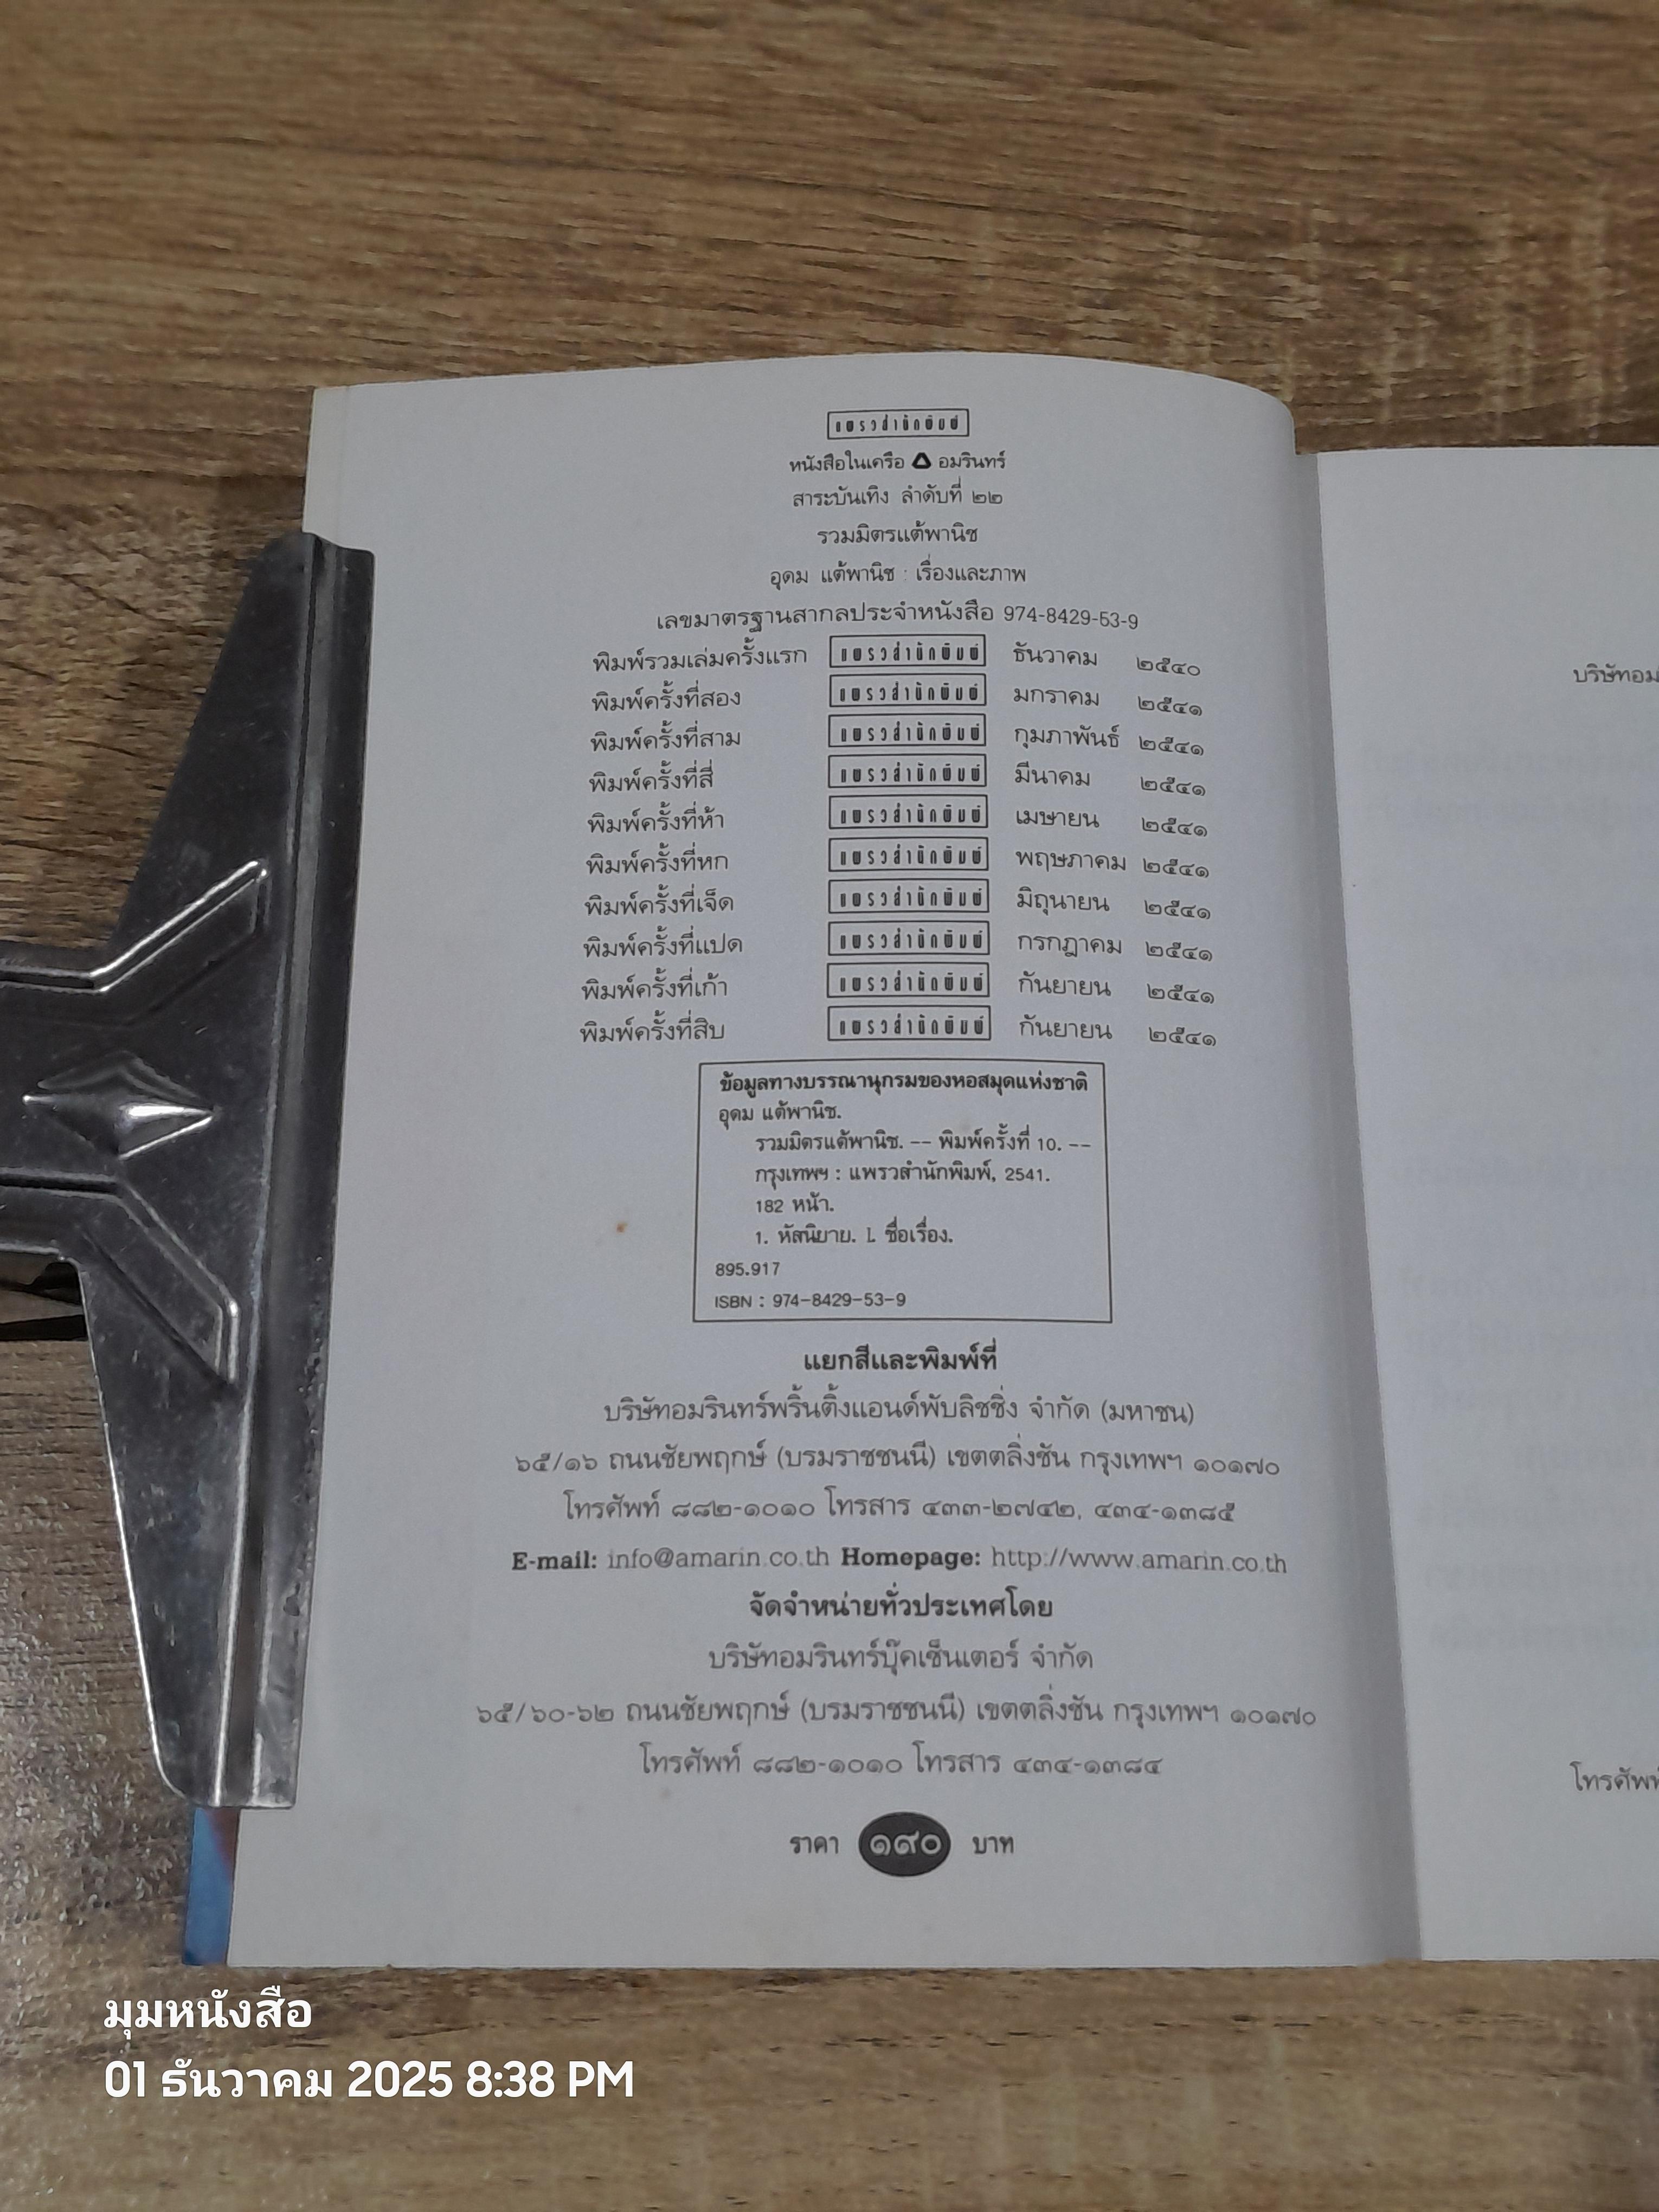 แพรวสำนักพิมพ์
หนังสือในเครือ อมรินทร์
สาระบันเทิง ลำดับที่ ๒๒
รวมมิตรแต้พานิช
อุดม แต้พานิช : เรื่องและภาพ
เลขมาตรฐานสากลประจำหนังสือ 974-8429-53-9
พิมพ์รวมเล่มครั้งแรก แพรวสำนักพิมพ์ ธันวาคม ๒๕๔๐
พิมพ์ครั้งที่สอง แพรวสำนักพิมพ์ มกราคม ๒๕๔๑
พิมพ์ครั้งที่สาม แพรวสำนักพิมพ์ กุมภาพันธ์ ๒๕๔๑
พิมพ์ครั้งที่สี่ แพรวสำนักพิมพ์ มีนาคม ๒๕๔๑
พิมพ์ครั้งที่ห้า แพรวสำนักพิมพ์ เมษายน ๒๕๔๑
พิมพ์ครั้งที่หก แพรวสำนักพิมพ์ พฤษภาคม ๒๕๔๑
พิมพ์ครั้งที่เจ็ด แพรวสำนักพิมพ์ มิถุนายน ๒๕๔๑
พิมพ์ครั้งที่แปด แพรวสำนักพิมพ์ กรกฎาคม ๒๕๔๑
พิมพ์ครั้งที่เก้า แพรวสำนักพิมพ์ กันยายน ๒๕๔๑
พิมพ์ครั้งที่สิบ แพรวสำนักพิมพ์ กันยายน ๒๕๔๑
ข้อมูลทางบรรณานุกรมของหอสมุดแห่งชาติ
อุดม แต้พานิช.
รวมมิตรแต้พานิช. -- พิมพ์ครั้งที่ 10. --
กรุงเทพฯ : แพรวสำนักพิมพ์, 2541.
182 หน้า.
1. หัสนิยาย. I. ชื่อเรื่อง.
895.917
ISBN : 974-8429-53-9
แยกสีและพิมพ์ที่
บริษัทอมรินทร์พริ้นติ้งแอนด์พับลิชชิ่ง จำกัด (มหาชน)
๖๕/๑๖ ถนนชัยพฤกษ์ (บรมราชชนนี) เขตตลิ่งชัน กรุงเทพฯ ๑๐๑๗๐
โทรศัพท์ ๘๘๒-๑๐๑๐ โทรสาร ๔๓๓-๒๗๔๒, ๔๓๔-๑๓๘๕
E-mail: info@amarin.co.th Homepage: http://www.amarin.co.th
จัดจำหน่ายทั่วประเทศโดย
บริษัทอมรินทร์บุ๊คเซ็นเตอร์ จำกัด
๖๕/๖๐-๖๒ ถนนชัยพฤกษ์ (บรมราชชนนี) เขตตลิ่งชัน กรุงเทพฯ ๑๐๑๗๐
โทรศัพท์ ๘๘๒-๑๐๑๐ โทรสาร ๔๓๔-๑๓๘๔
ราคา ๑๙๐ บาท
บริษัทอม
โทรศัพท์
มุมหนังสือ
01 ธันวาคม 2025 8:38 PM